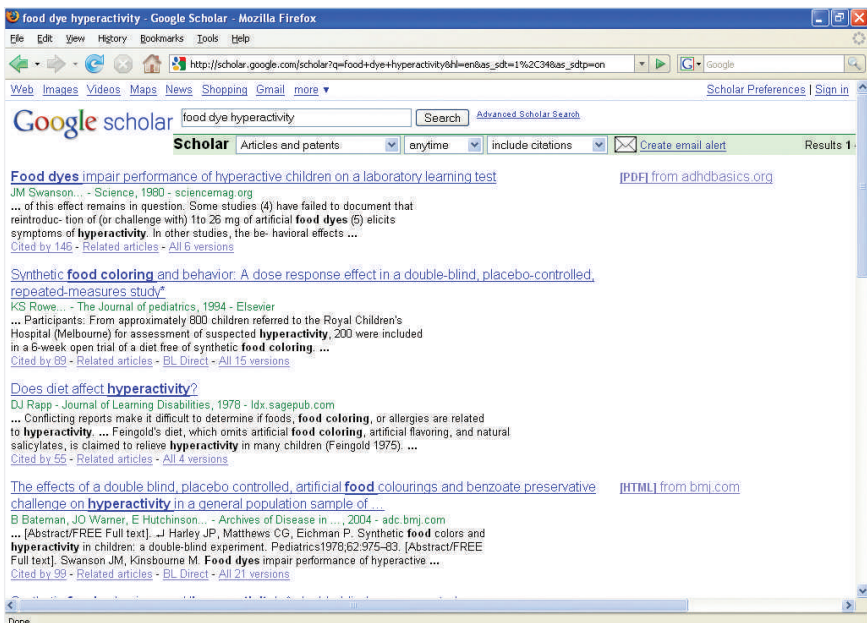 food dye hyperactivity - Google Scholar - Mozilla Firefox
File Edit View History Bookmarks Tools Help
http://scholar.google.com/scholar?q=food+dye+hyperactivity&hl=en&as_sdt=1%2C34&as_sdtp=on
Google
Web Images Videos Maps News Shopping Gmail more ▼
Scholar Preferences | Sign in
Google scholar
food dye hyperactivity
Search
Advanced Scholar Search
Scholar Articles and patents anytime include citations Create email alert Results 1
Food dyes impair performance of hyperactive children on a laboratory learning test
[PDF] from adhdbasics.org
JM Swanson... - Science, 1980 - sciencemag.org
... of this effect remains in question. Some studies (4) have failed to document that
reintroduc- tion of (or challenge with) 1to 26 mg of artificial food dyes (5) elicits
symptoms of hyperactivity. In other studies, the be- havioral effects ...
Cited by 146 - Related articles - All 6 versions
Synthetic food coloring and behavior: A dose response effect in a double-blind, placebo-controlled,
repeated-measures study*
KS Rowe... - The Journal of pediatrics, 1994 - Elsevier
... Participants: From approximately 800 children referred to the Royal Children's
Hospital (Melbourne) for assessment of suspected hyperactivity, 200 were included
in a 6-week open trial of a diet free of synthetic food coloring. ...
Cited by 89 - Related articles - BL Direct - All 15 versions
Does diet affect hyperactivity?
DJ Rapp - Journal of Learning Disabilities, 1978 - ldx.sagepub.com
... Conflicting reports make it difficult to determine if foods, food coloring, or allergies are related
to hyperactivity. ... Feingold's diet, which omits artificial food coloring, artificial flavoring, and natural
salicylates, is claimed to relieve hyperactivity in many children (Feingold 1975). ...
Cited by 55 - Related articles - All 4 versions
The effects of a double blind, placebo controlled, artificial food colourings and benzoate preservative
challenge on hyperactivity in a general population sample of ...
[HTML] from bmj.com
B Bateman, JO Warner, E Hutchinson... - Archives of Disease in ..., 2004 - adc.bmj.com
... [Abstract/FREE Full text]. ↵ Harley JP, Matthews CG, Eichman P. Synthetic food colors and
hyperactivity in children: a double-blind experiment. Pediatrics1978;62:975–83. [Abstract/FREE
Full text]. Swanson JM, Kinsbourne M. Food dyes impair performance of hyperactive ...
Cited by 99 - Related articles - BL Direct - All 21 versions
Done